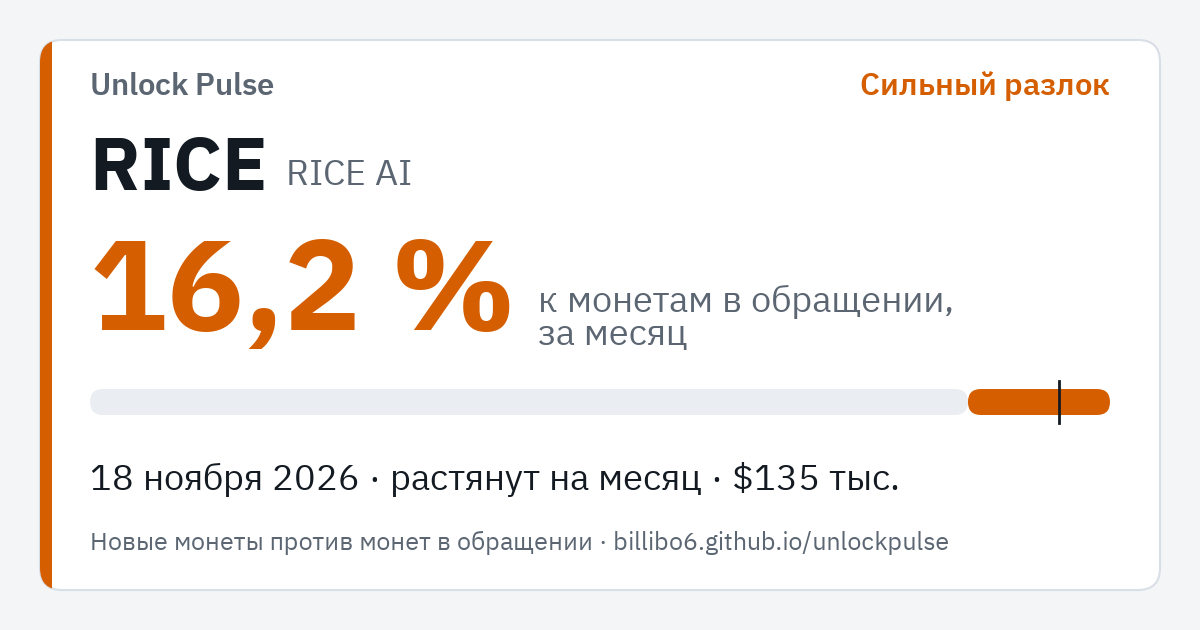 Unlock Pulse
Сильный разлок
RICE RICE AI
16,2 % к монетам в обращении,
за месяц
18 ноября 2026 · растянут на месяц · $135 тыс.
Новые монеты против монет в обращении · billibo6.github.io/unlockpulse